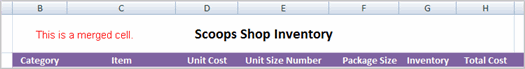 B C D E F G H
This is a merged cell. Scoops Shop Inventory
Category Item Unit Cost Unit Size Number Package Size Inventory Total Cost